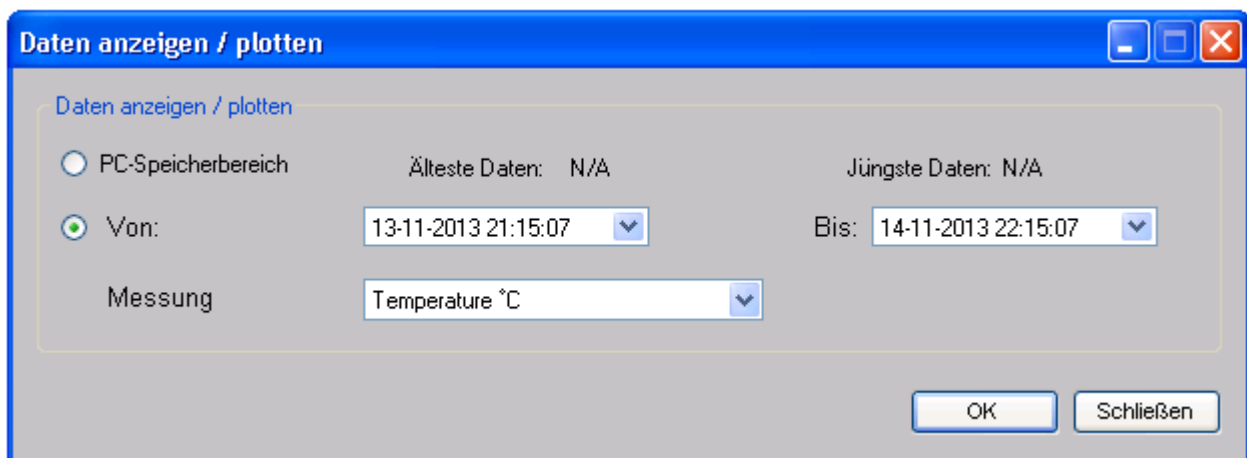 Daten anzeigen / plotten
Daten anzeigen / plotten
PC-Speicherbereich Älteste Daten: N/A Jüngste Daten: N/A
Von: 13-11-2013 21:15:07 Bis: 14-11-2013 22:15:07
Messung Temperature °C
OK Schließen